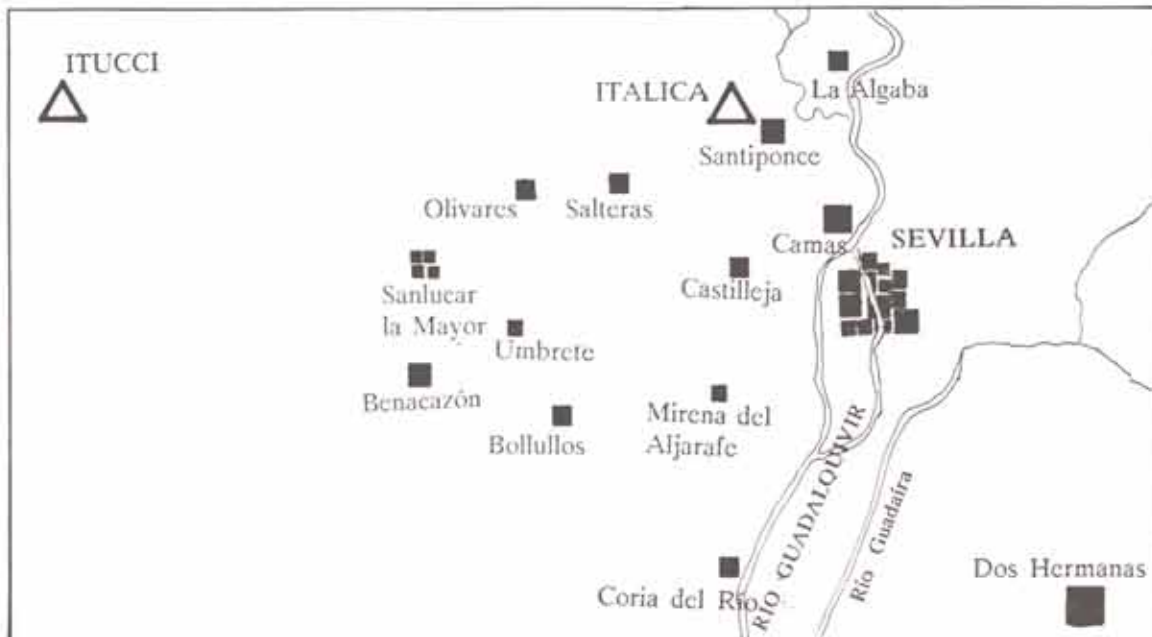 ITUCCI
ITALICA
La Algaba
Santiponce
Olivares
Salteras
Camas
SEVILLA
Sanlucar
la Mayor
Castilleja
Umbrete
Benacazón
Bollullos
Mirena del
Aljarafe
RÍO GUADALQUIVIR
Río Guadaíra
Coria del Río
Dos Hermanas